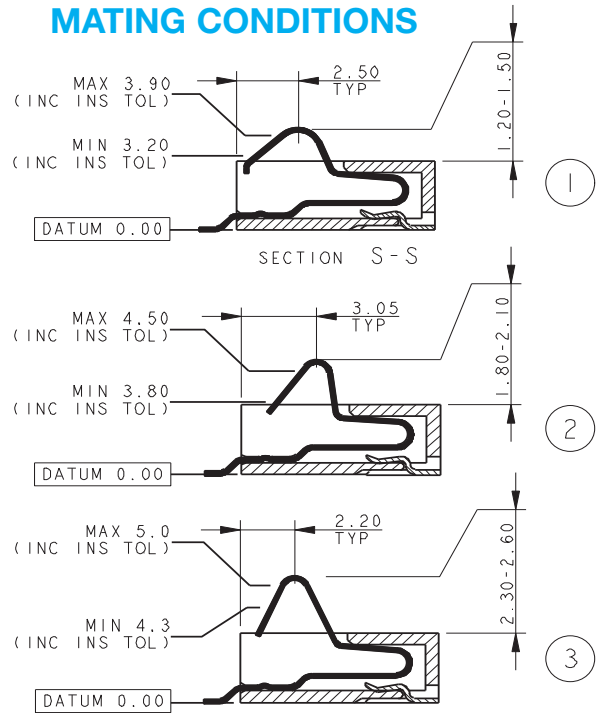 MATING CONDITIONS
MAX 3.90
(INC INS TOL)
2.50
TYP
1.20-1.50
MIN 3.20
(INC INS TOL)
1
DATUM 0.00
SECTION S-S
MAX 4.50
(INC INS TOL)
3.05
TYP
1.80-2.10
MIN 3.80
(INC INS TOL)
2
DATUM 0.00
MAX 5.0
(INC INS TOL)
2.20
TYP
2.30-2.60
MIN 4.3
(INC INS TOL)
3
DATUM 0.00